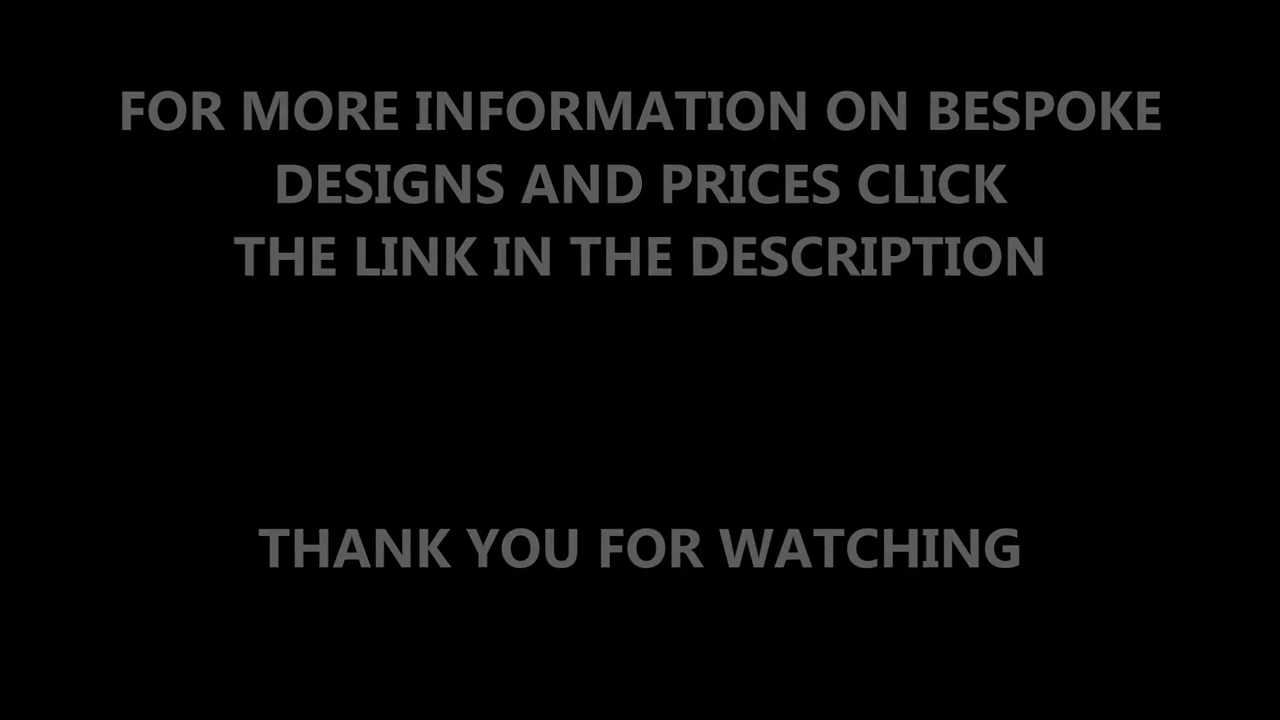 FOR MORE INFORMATION ON BESPOKE
DESIGNS AND PRICES CLICK
THE LINK IN THE DESCRIPTION
THANK YOU FOR WATCHING